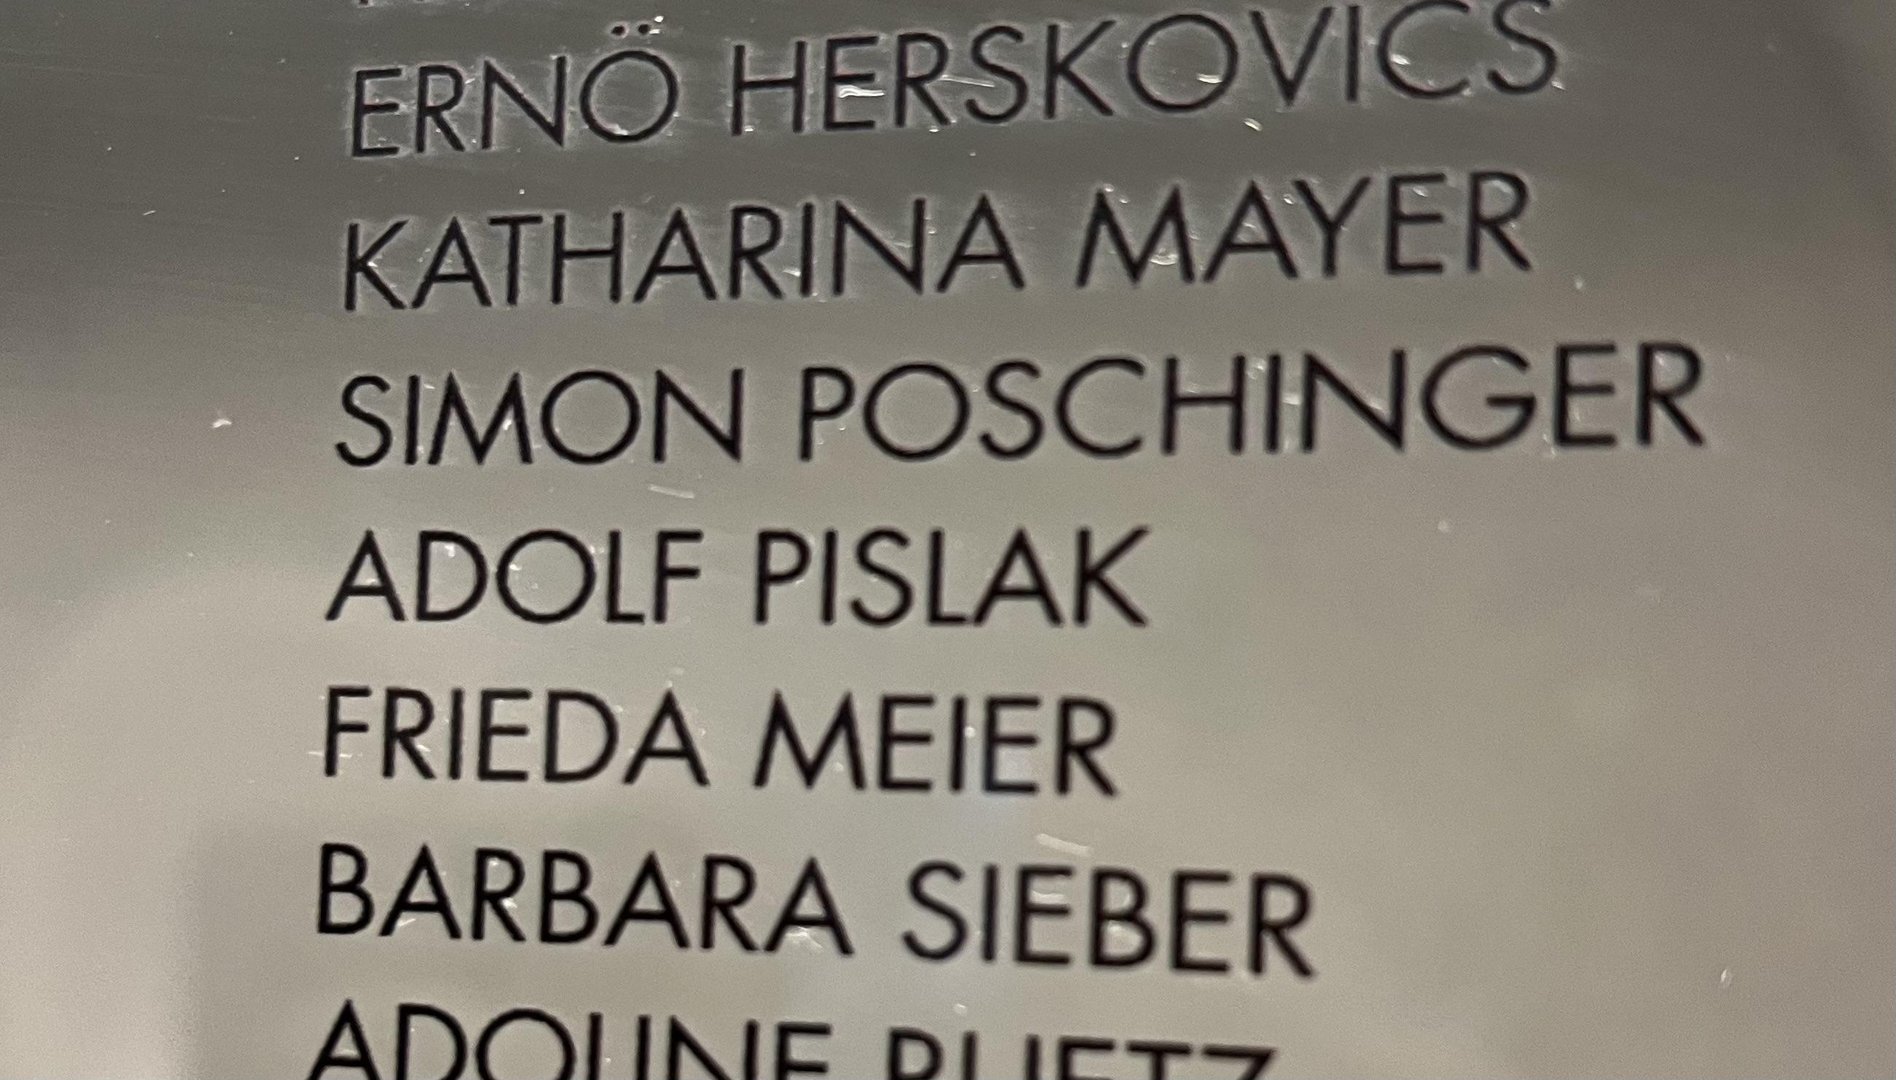 ERNÖ HERSKOVICS
KATHARINA MAYER
SIMON POSCHINGER
ADOLF PISLAK
FRIEDA MEIER
BARBARA SIEBER